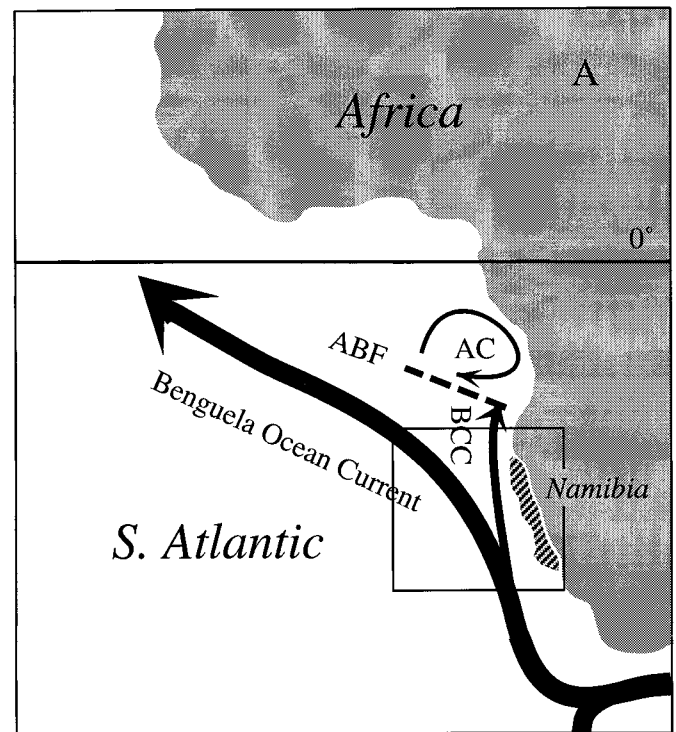 A
Africa
0°
ABF
AC
BCC
Benguela Ocean Current
Namibia
S. Atlantic